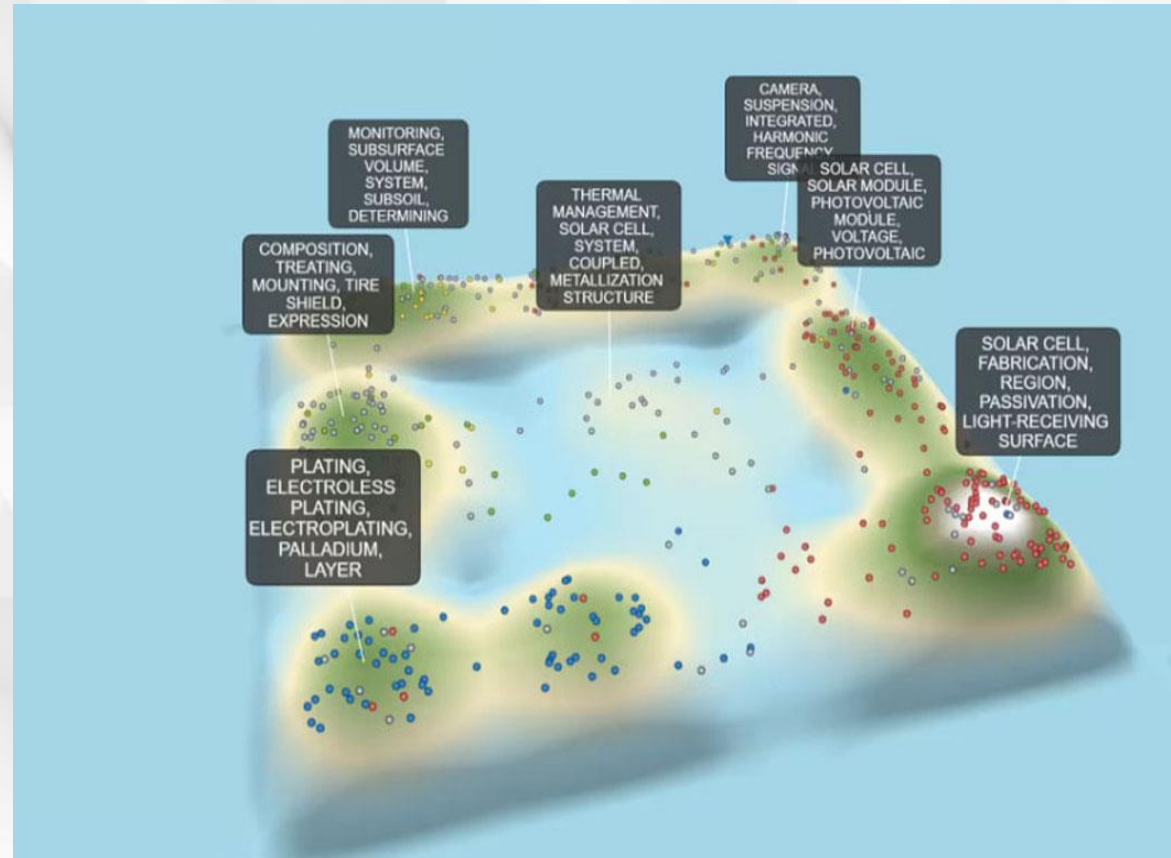 CAMERA,
SUSPENSION,
INTEGRATED,
HARMONIC
FREQUENCY
MONITORING,
SUBSURFACE
VOLUME,
SYSTEM,
SUBSOIL,
DETERMINING
SOLAR CELL,
SOLAR MODULE,
PHOTOVOLTAIC
MODULE,
VOLTAGE,
PHOTOVOLTAIC
THERMAL
MANAGEMENT,
SOLAR CELL,
SYSTEM,
COUPLED,
METALLIZATION
STRUCTURE
COMPOSITION,
TREATING,
MOUNTING, TIRE
SHIELD,
EXPRESSION
SOLAR CELL,
FABRICATION,
REGION,
PASSIVATION,
LIGHT-RECEIVING
SURFACE
PLATING,
ELECTROLESS
PLATING,
ELECTROPLATING,
PALLADIUM,
LAYER